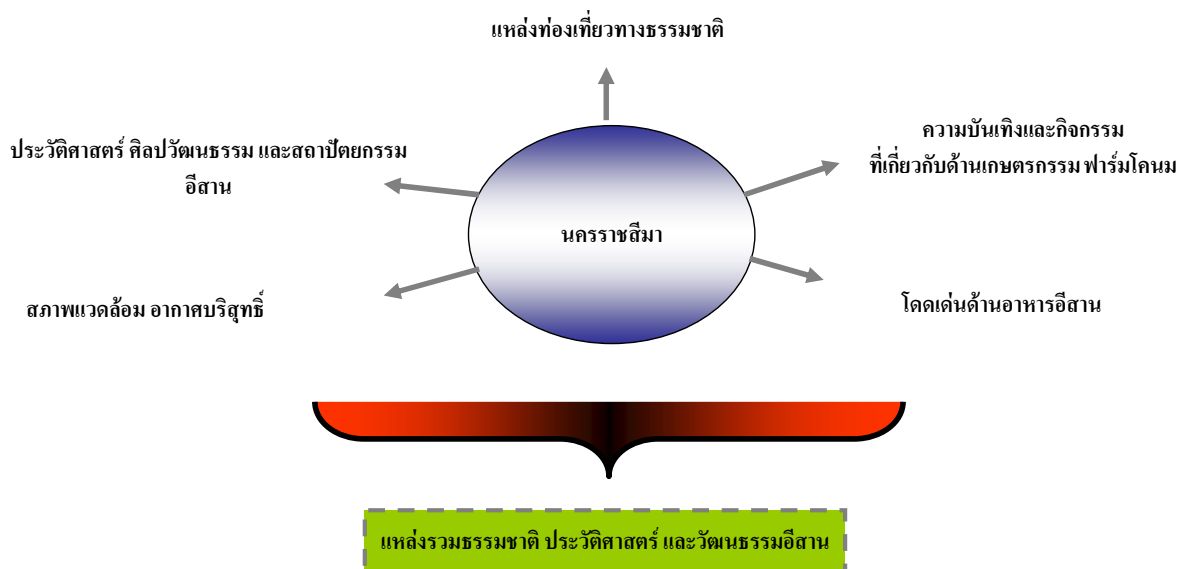 แหล่งท่องเที่ยวทางธรรมชาติ
ประวัติศาสตร์ ศิลปวัฒนธรรม และสถาปัตยกรรม
อีสาน
ความบันเทิงและกิจกรรม
ที่เกี่ยวกับด้านเกษตรกรรม ฟาร์มโคนม
นครราชสีมา
สภาพแวดล้อม อากาศบริสุทธิ์
โดดเด่นด้านอาหารอีสาน
แหล่งรวมธรรมชาติ ประวัติศาสตร์ และวัฒนธรรมอีสาน